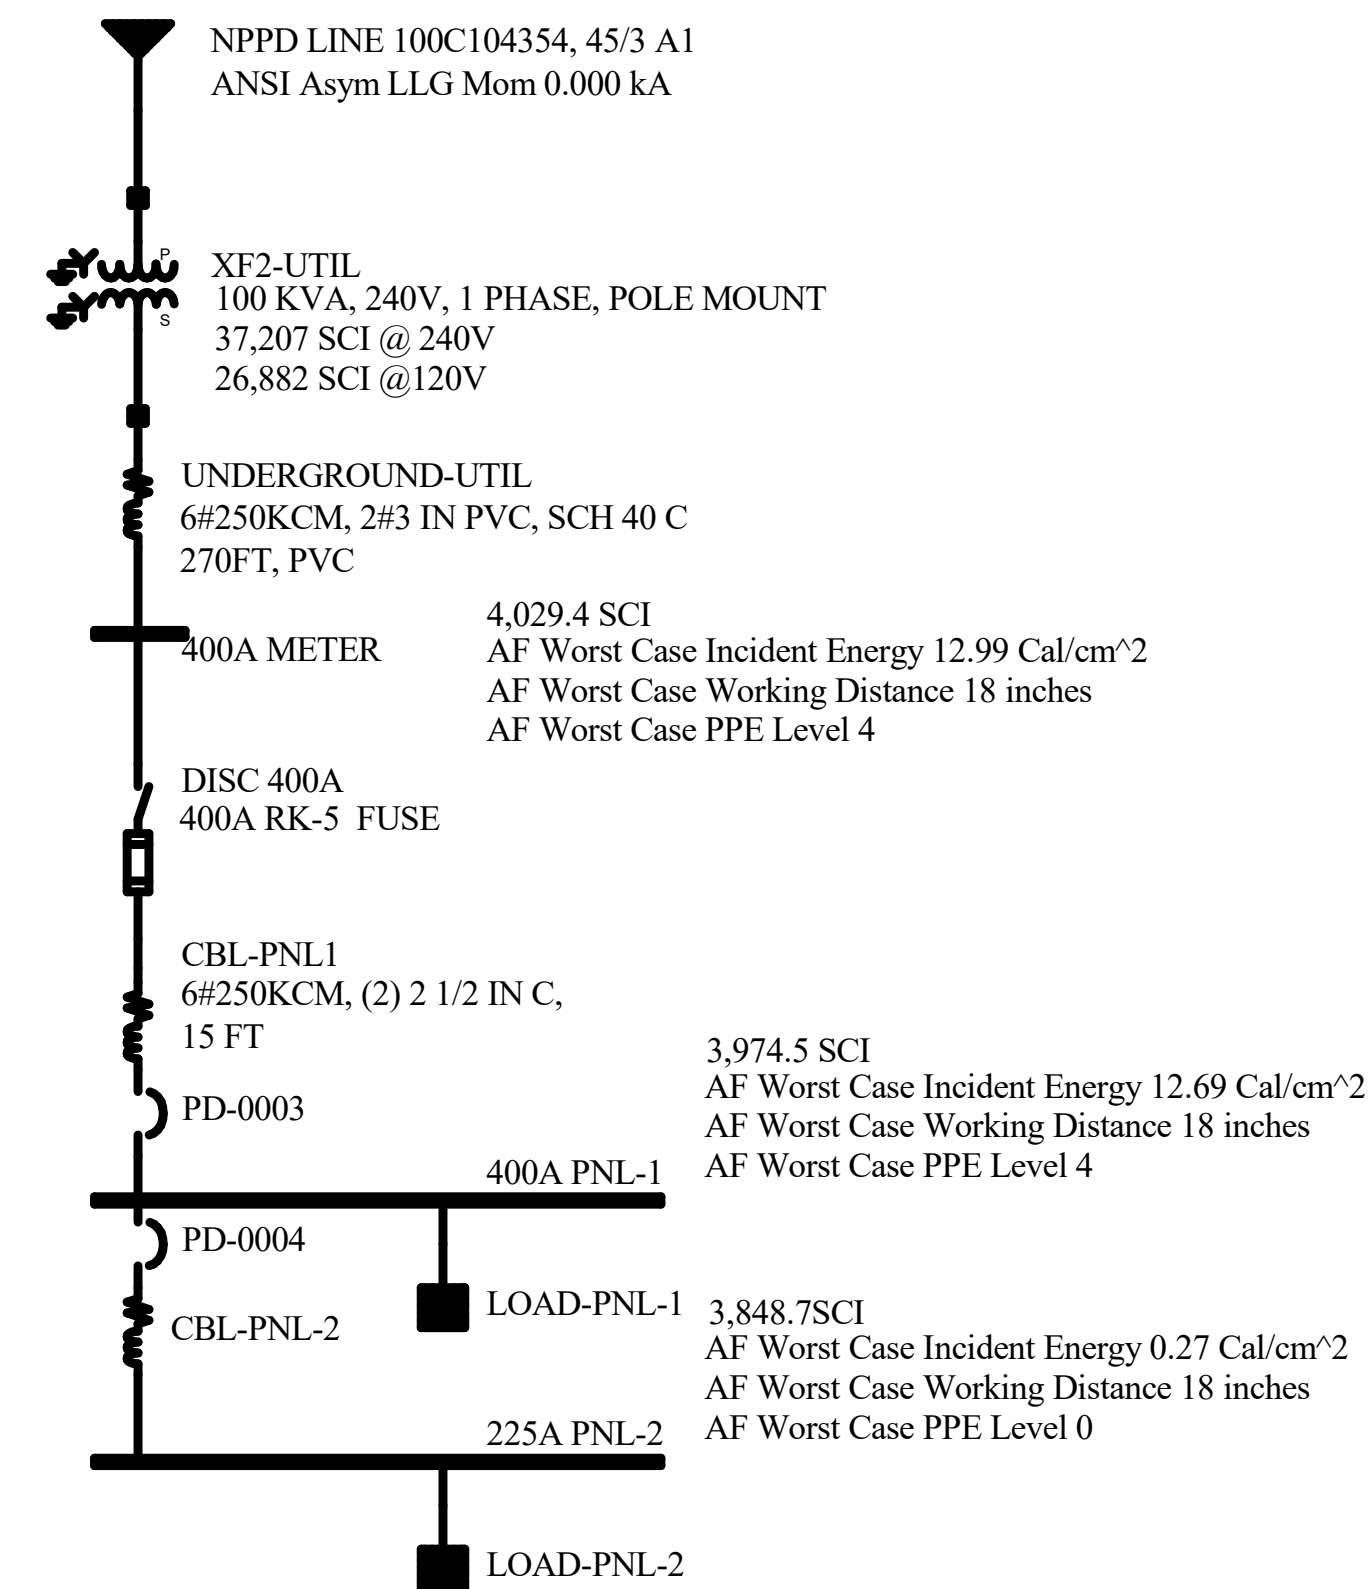 NPPD LINE 100C104354, 45/3 A1
ANSI Asym LLG Mom 0.000 kA
P
XF2-UTIL
100 KVA, 240V, 1 PHASE, POLE MOUNT
S
37,207 SCI @ 240V
26,882 SCI @120V
UNDERGROUND-UTIL
6#250KCM, 2#3 IN PVC, SCH 40 C
270FT, PVC
4,029.4 SCI
400A METER
AF Worst Case Incident Energy 12.99 Cal/cm^2
AF Worst Case Working Distance 18 inches
AF Worst Case PPE Level 4
DISC 400A
400A RK-5  FUSE
CBL-PNL1
6#250KCM, (2) 2 1/2 IN C,
15 FT
3,974.5 SCI
AF Worst Case Incident Energy 12.69 Cal/cm^2
AF Worst Case Working Distance 18 inches
AF Worst Case PPE Level 4
PD-0003
400A PNL-1
PD-0004
LOAD-PNL-1
CBL-PNL-2
3,848.7SCI
AF Worst Case Incident Energy 0.27 Cal/cm^2
AF Worst Case Working Distance 18 inches
AF Worst Case PPE Level 0
225A PNL-2
LOAD-PNL-2